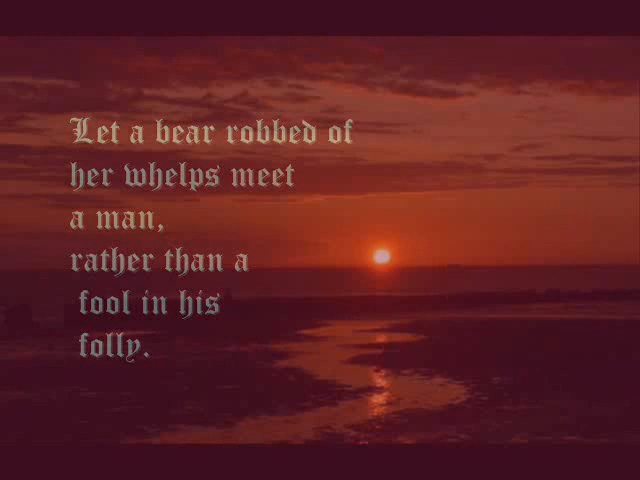 Let a bear robbed of
her whelps meet
a man,
rather than a
fool in his
folly.